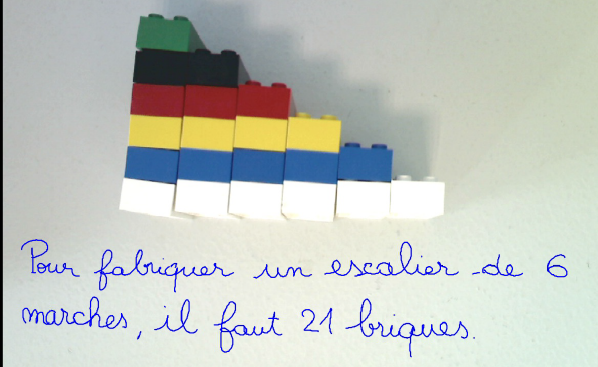 Pour fabriquer un escalier de 6
marches, il faut 21 briques.